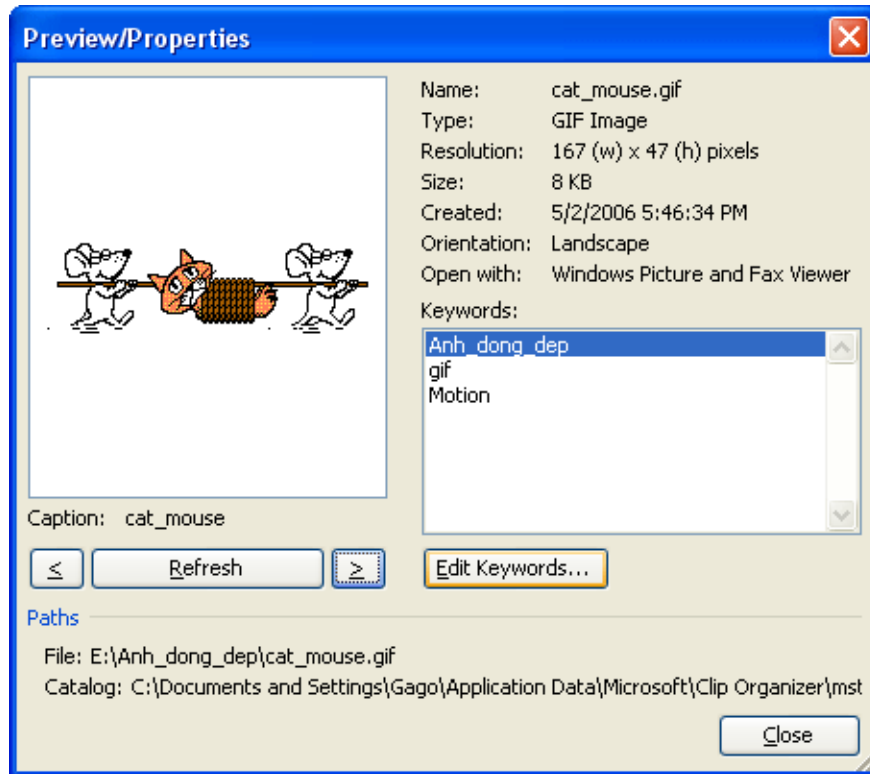 Preview/Properties
Name: cat_mouse.gif
Type: GIF Image
Resolution: 167 (w) x 47 (h) pixels
Size: 8 KB
Created: 5/2/2006 5:46:34 PM
Orientation: Landscape
Open with: Windows Picture and Fax Viewer
Keywords:
Anh_dong_dep
gif
Motion
Caption: cat_mouse
< Refresh > Edit Keywords...
Paths
File: E:\Anh_dong_dep\cat_mouse.gif
Catalog: C:\Documents and Settings\Gago\Application Data\Microsoft\Clip Organizer\mst
Close